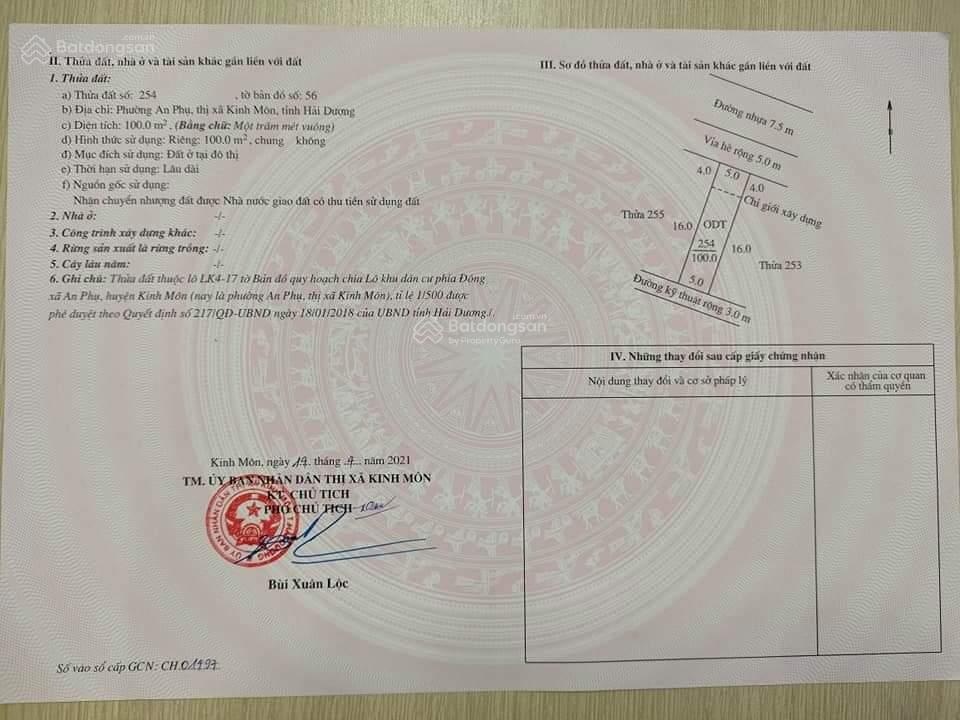 Batdongsan
.com.vn
II. Thửa đất, nhà ở và tài sản khác gắn liền với đất
1. Thửa đất:
a) Thửa đất số: 254 , tờ bản đồ số: 56
b) Địa chỉ: Phường An Phụ, thị xã Kinh Môn, tỉnh Hải Dương
c) Diện tích: 100.0 m², (Bằng chữ: Một trăm mét vuông)
d) Hình thức sử dụng: Riêng: 100.0 m², chung không
đ) Mục đích sử dụng: Đất ở tại đô thị
e) Thời hạn sử dụng: Lâu dài
f) Nguồn gốc sử dụng:
Nhận chuyển nhượng đất được Nhà nước giao đất có thu tiền sử dụng đất
2. Nhà ở: -/-
3. Công trình xây dựng khác: -/-
4. Rừng sản xuất là rừng trồng: -/-
5. Cây lâu năm: -/-
6. Ghi chú: Thửa đất thuộc lô LK4-17 tờ Bản đồ quy hoạch chia Lô khu dân cư phía Đông
xã An Phụ, huyện Kinh Môn (nay là phường An Phụ, thị xã Kinh Môn), tỉ lệ 1/500 được
phê duyệt theo Quyết định số 217/QĐ-UBND ngày 18/01/2018 của UBND tỉnh Hải Dương./.
Kinh Môn, ngày 19 tháng 7 năm 2021
TM. ỦY BAN NHÂN DÂN THỊ XÃ KINH MÔN
KT. CHỦ TỊCH
PHÓ CHỦ TỊCH
Bùi Xuân Lộc
Số vào sổ cấp GCN: CH.01497
III. Sơ đồ thửa đất, nhà ở và tài sản khác gắn liền với đất
Đường nhựa 7.5 m
Vỉa hè rộng 5.0 m
4.0
5.0
4.0
Chỉ giới xây dựng
Thửa 255
16.0
ODT
254
100.0
16.0
Thửa 253
5.0
Đường kỹ thuật rộng 3.0 m
Batdongsan
.com.vn
by PropertyGuru
IV. Những thay đổi sau cấp giấy chứng nhận
Nội dung thay đổi và cơ sở pháp lý
Xác nhận của cơ quan
có thẩm quyền
Batdongsan
.com.vn